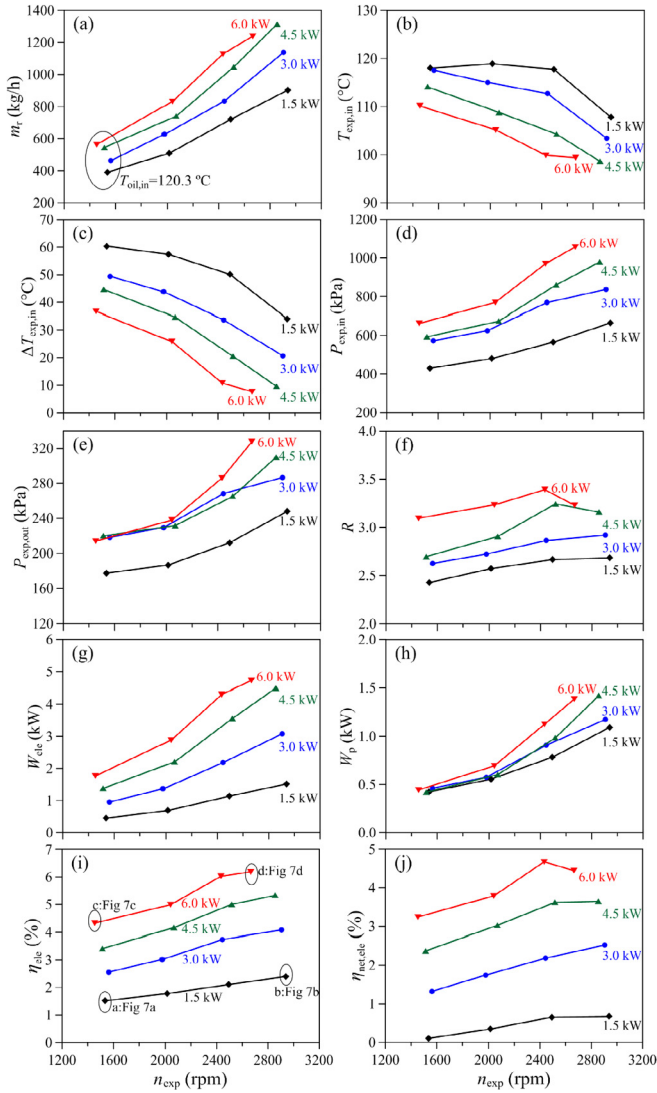 (a)
1400
1200
1000
800
600
400
200
m_r (kg/h)
6.0 kW
4.5 kW
3.0 kW
1.5 kW
T_oil,in=120.3 ºC
(b)
130
120
110
100
90
T_exp,in (°C)
1.5 kW
3.0 kW
4.5 kW
6.0 kW
(c)
70
60
50
40
30
20
10
0
ΔT_exp,in (°C)
1.5 kW
3.0 kW
4.5 kW
6.0 kW
(d)
1200
1000
800
600
400
200
P_exp,in (kPa)
6.0 kW
4.5 kW
3.0 kW
1.5 kW
(e)
320
280
240
200
160
120
P_exp,out (kPa)
6.0 kW
4.5 kW
3.0 kW
1.5 kW
(f)
4.0
3.5
3.0
2.5
2.0
R
6.0 kW
4.5 kW
3.0 kW
1.5 kW
(g)
6
5
4
3
2
1
0
W_ele (kW)
6.0 kW
4.5 kW
3.0 kW
1.5 kW
(h)
2.0
1.5
1.0
0.5
0.0
W_p (kW)
6.0 kW
4.5 kW
3.0 kW
1.5 kW
(i)
6
5
4
3
2
1
0
η_ele (%)
d:Fig 7d
c:Fig 7c
6.0 kW
4.5 kW
3.0 kW
1.5 kW
a:Fig 7a
b:Fig 7b
1200 1600 2000 2400 2800 3200
n_exp (rpm)
(j)
5
4
3
2
1
0
η_net,ele (%)
6.0 kW
4.5 kW
3.0 kW
1.5 kW
1200 1600 2000 2400 2800 3200
n_exp (rpm)